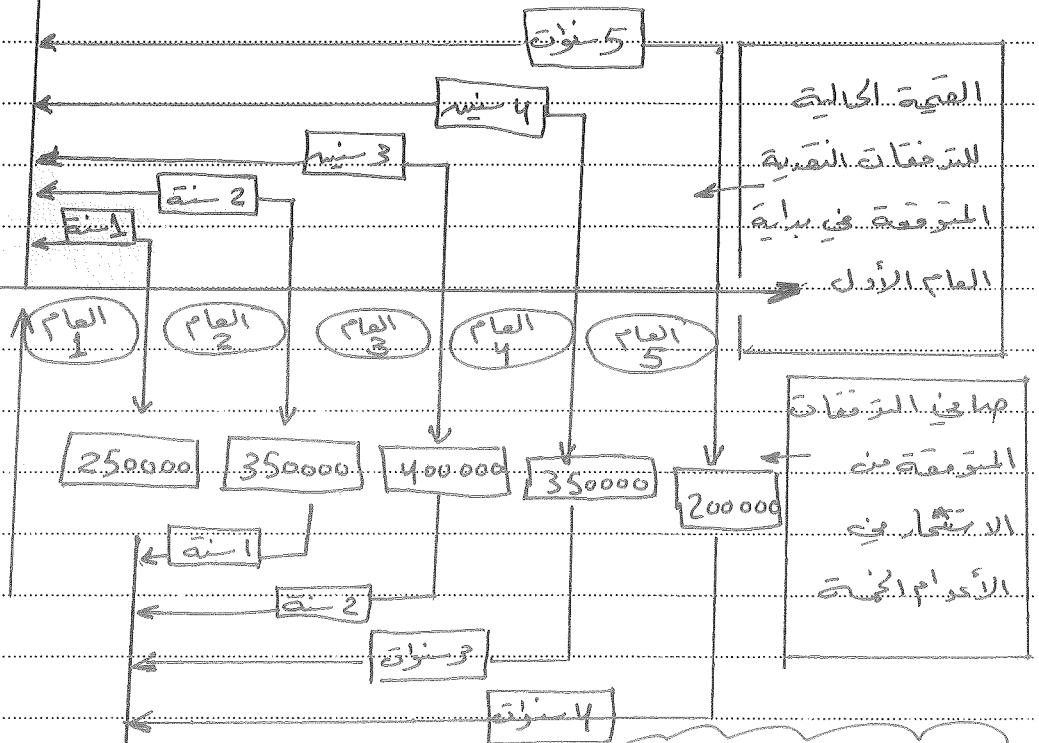 5 سنوات
4 سنين
3 سنين
2 سنة
1 سنة
القيمة الحالية
للتدفقات النقدية
المتوقعة في بداية
العام الأول
العام 1
العام 2
العام 3
العام 4
العام 5
صافي التدفقات
المتوقعة من
الاستثمار في
الأعوام الخمسة
250000
350000
400000
350000
200000
1 سنة
2 سنة
3 سنوات
4 سنوات